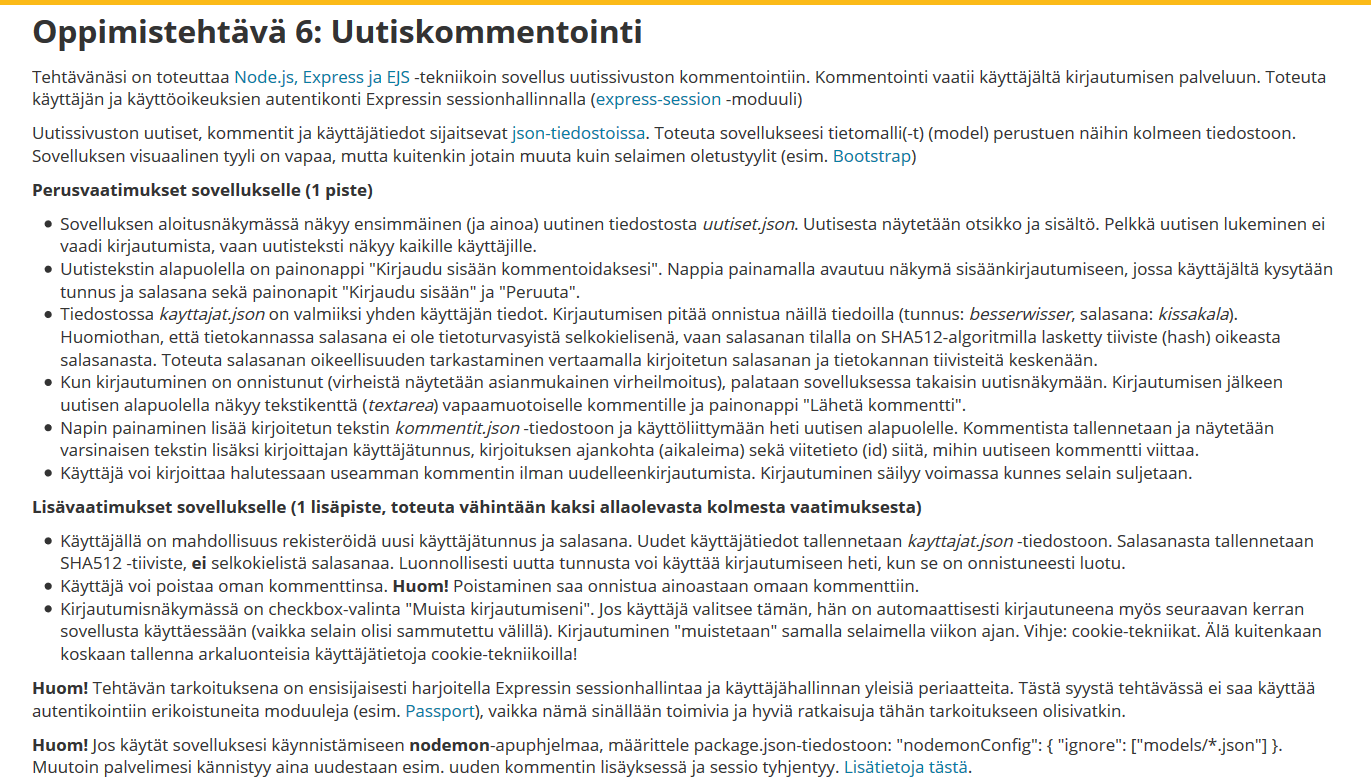 Oppimistehtävä 6: Uutiskommentointi
Tehtävänäsi on toteuttaa Node.js, Express ja EJS -tekniikoin sovellus uutissivuston kommentointiin. Kommentointi vaatii käyttäjältä kirjautumisen palveluun. Toteuta
käyttäjän ja käyttöoikeuksien autentikonti Expressin sessionhallinnalla (express-session -moduuli)
Uutissivuston uutiset, kommentit ja käyttäjätiedot sijaitsevat json-tiedostoissa. Toteuta sovellukseesi tietomalli(-t) (model) perustuen näihin kolmeen tiedostoon.
Sovelluksen visuaalinen tyyli on vapaa, mutta kuitenkin jotain muuta kuin selaimen oletustyylit (esim. Bootstrap)
Perusvaatimukset sovellukselle (1 piste)
• Sovelluksen aloitusnäkymässä näkyy ensimmäinen (ja ainoa) uutinen tiedostosta uutiset.json. Uutisesta näytetään otsikko ja sisältö. Pelkkä uutisen lukeminen ei
vaadi kirjautumista, vaan uutisteksti näkyy kaikille käyttäjille.
• Uutistekstin alapuolella on painonappi "Kirjaudu sisään kommentoidaksesi". Nappia painamalla avautuu näkymä sisäänkirjautumiseen, jossa käyttäjältä kysytään
tunnus ja salasana sekä painonapit "Kirjaudu sisään" ja "Peruuta".
• Tiedostossa kayttajat.json on valmiiksi yhden käyttäjän tiedot. Kirjautumisen pitää onnistua näillä tiedoilla (tunnus: besserwisser, salasana: kissakala).
Huomiothan, että tietokannassa salasana ei ole tietoturvasyistä selkokielisenä, vaan salasanan tilalla on SHA512-algoritmilla laskettu tiiviste (hash) oikeasta
salasanasta. Toteuta salasanan oikeellisuuden tarkastaminen vertaamalla kirjoitetun salasanan ja tietokannan tiivisteitä keskenään.
• Kun kirjautuminen on onnistunut (virheistä näytetään asianmukainen virheilmoitus), palataan sovelluksessa takaisin uutisnäkymään. Kirjautumisen jälkeen
uutisen alapuolella näkyy tekstikenttä (textarea) vapaamuotoiselle kommentille ja painonappi "Lähetä kommentti".
• Napin painaminen lisää kirjoitetun tekstin kommentit.json -tiedostoon ja käyttöliittymään heti uutisen alapuolelle. Kommentista tallennetaan ja näytetään
varsinaisen tekstin lisäksi kirjoittajan käyttäjätunnus, kirjoituksen ajankohta (aikaleima) sekä viitetieto (id) siitä, mihin uutiseen kommentti viittaa.
• Käyttäjä voi kirjoittaa halutessaan useamman kommentin ilman uudelleenkirjautumista. Kirjautuminen säilyy voimassa kunnes selain suljetaan.
Lisävaatimukset sovellukselle (1 lisäpiste, toteuta vähintään kaksi allaolevasta kolmesta vaatimuksesta)
• Käyttäjällä on mahdollisuus rekisteröidä uusi käyttäjätunnus ja salasana. Uudet käyttäjätiedot tallennetaan kayttajat.json -tiedostoon. Salasanasta tallennetaan
SHA512 -tiiviste, ei selkokielistä salasanaa. Luonnollisesti uutta tunnusta voi käyttää kirjautumiseen heti, kun se on onnistuneesti luotu.
• Käyttäjä voi poistaa oman kommenttinsa. Huom! Poistaminen saa onnistua ainoastaan omaan kommenttiin.
• Kirjautumisnäkymässä on checkbox-valinta "Muista kirjautumiseni". Jos käyttäjä valitsee tämän, hän on automaattisesti kirjautuneena myös seuraavan kerran
sovellusta käyttäessään (vaikka selain olisi sammutettu välillä). Kirjautuminen "muistetaan" samalla selaimella viikon ajan. Vihje: cookie-tekniikat. Älä kuitenkaan
koskaan tallenna arkaluonteisia käyttäjätietoja cookie-tekniikoilla!
Huom! Tehtävän tarkoituksena on ensisijaisesti harjoitella Expressin sessionhallintaa ja käyttäjähallinnan yleisiä periaatteita. Tästä syystä tehtävässä ei saa käyttää
autentikointiin erikoistuneita moduuleja (esim. Passport), vaikka nämä sinällään toimivia ja hyviä ratkaisuja tähän tarkoitukseen olisivatkin.
Huom! Jos käytät sovelluksesi käynnistämiseen nodemon-apuphjelmaa, määrittele package.json-tiedostoon: "nodemonConfig": { "ignore": ["models/*.json"] }.
Muutoin palvelimesi kännistyy aina uudestaan esim. uuden kommentin lisäyksessä ja sessio tyhjentyy. Lisätietoja tästä.